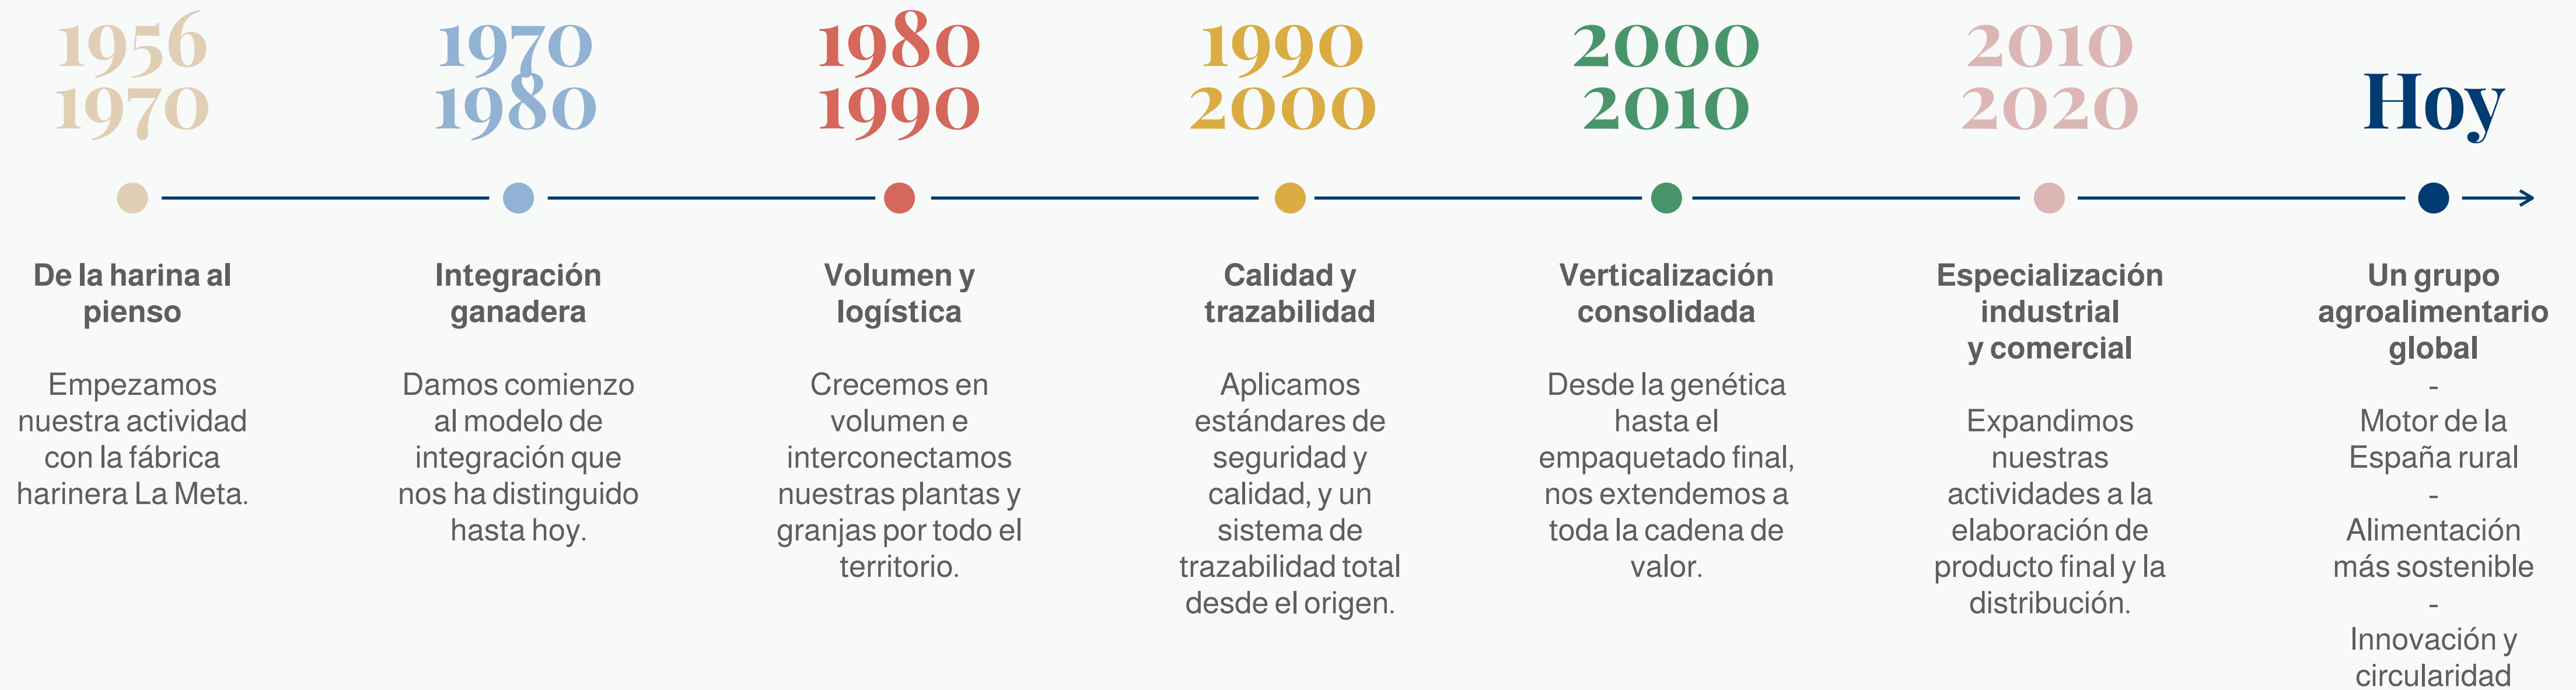 1956
1970
De la harina al
pienso
Empezamos
nuestra actividad
con la fábrica
harinera La Meta.
1970
1980
Integración
ganadera
Damos comienzo
al modelo de
integración que
nos ha distinguido
hasta hoy.
1980
1990
Volumen y
logística
Crecemos en
volumen e
interconectamos
nuestras plantas y
granjas por todo el
territorio.
1990
2000
Calidad y
trazabilidad
Aplicamos
estándares de
seguridad y
calidad, y un
sistema de
trazabilidad total
desde el origen.
2000
2010
Verticalización
consolidada
Desde la genética
hasta el
empaquetado final,
nos extendemos a
toda la cadena de
valor.
2010
2020
Especialización
industrial
y comercial
Expandimos
nuestras
actividades a la
elaboración de
producto final y la
distribución.
Hoy
Un grupo
agroalimentario
global
-
Motor de la
España rural
-
Alimentación
más sostenible
-
Innovación y
circularidad